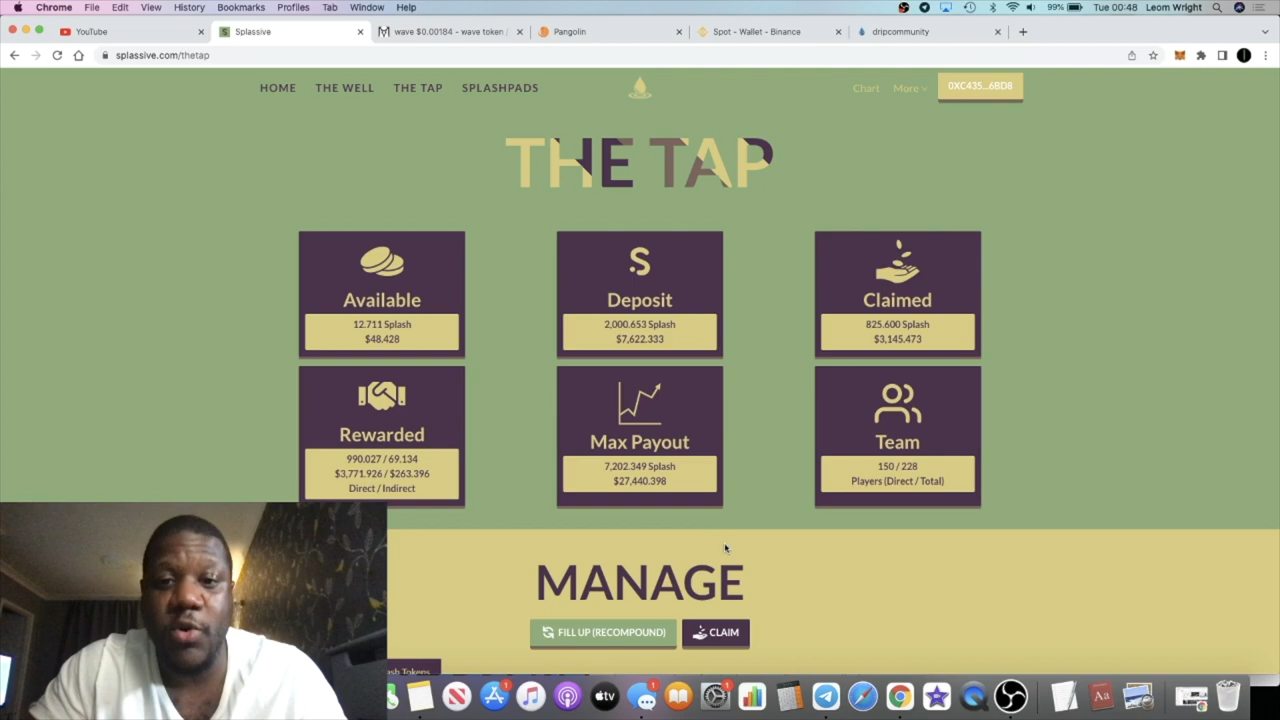 Chrome File Edit View History Bookmarks Profiles Tab Window Help 99% Tue 00:48 Leom Wright
YouTube Splassive wave $0.00184 - wave token / Pangolin Spot - Wallet - Binance dripcommunity
splassive.com/thetap
HOME THE WELL THE TAP SPLASHPADS Chart More 0XC435...6BD8
THE TAP
Available
12.711 Splash
$48.428
Deposit
2,000.653 Splash
$7,622.333
Claimed
825.600 Splash
$3,145.473
Rewarded
990.027 / 69.134
$3,771.926 / $263.396
Direct / Indirect
Max Payout
7,202.349 Splash
$27,440.398
Team
150 / 228
Players (Direct / Total)
MANAGE
FILL UP (RECOMPOUND) CLAIM
Tokens